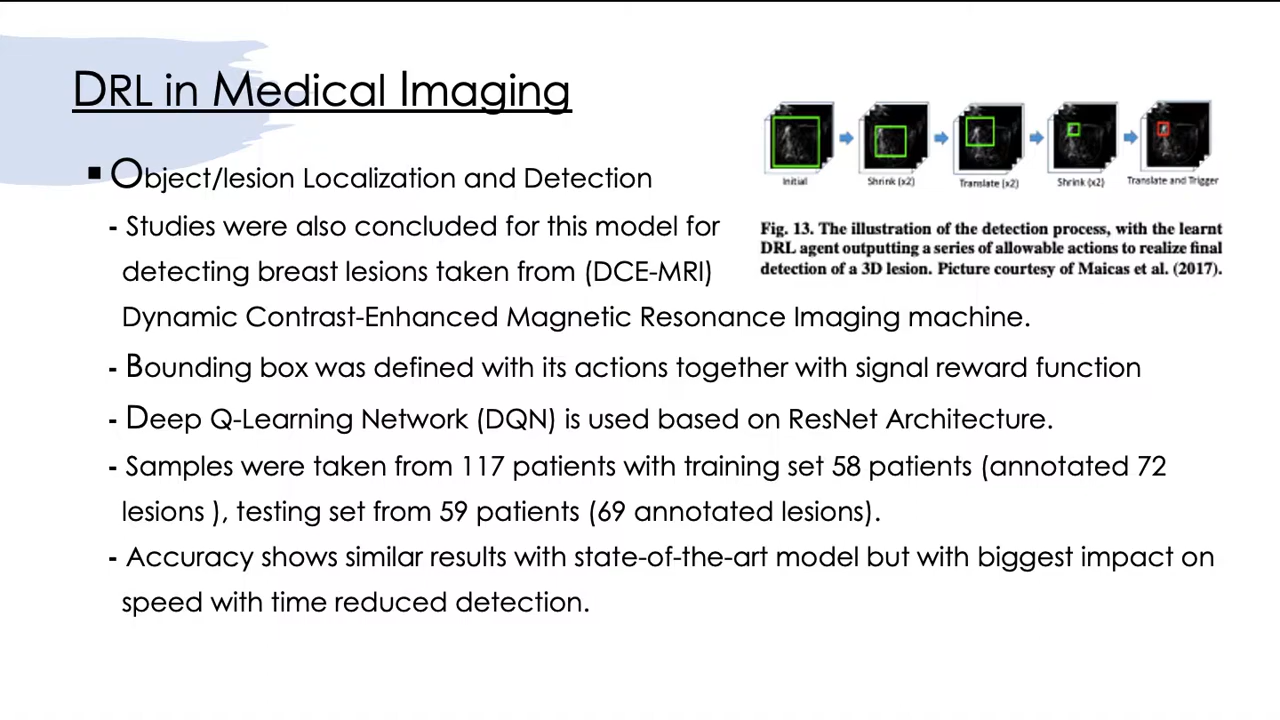 DRL in Medical Imaging
▪ Object/lesion Localization and Detection
- Studies were also concluded for this model for
detecting breast lesions taken from (DCE-MRI)
Dynamic Contrast-Enhanced Magnetic Resonance Imaging machine.
- Bounding box was defined with its actions together with signal reward function
- Deep Q-Learning Network (DQN) is used based on ResNet Architecture.
- Samples were taken from 117 patients with training set 58 patients (annotated 72
lesions ), testing set from 59 patients (69 annotated lesions).
- Accuracy shows similar results with state-of-the-art model but with biggest impact on
speed with time reduced detection.
Initial
Shrink (x2)
Translate (x2)
Shrink (x2)
Translate and Trigger
Fig. 13. The illustration of the detection process, with the learnt
DRL agent outputting a series of allowable actions to realize final
detection of a 3D lesion. Picture courtesy of Maicas et al. (2017).